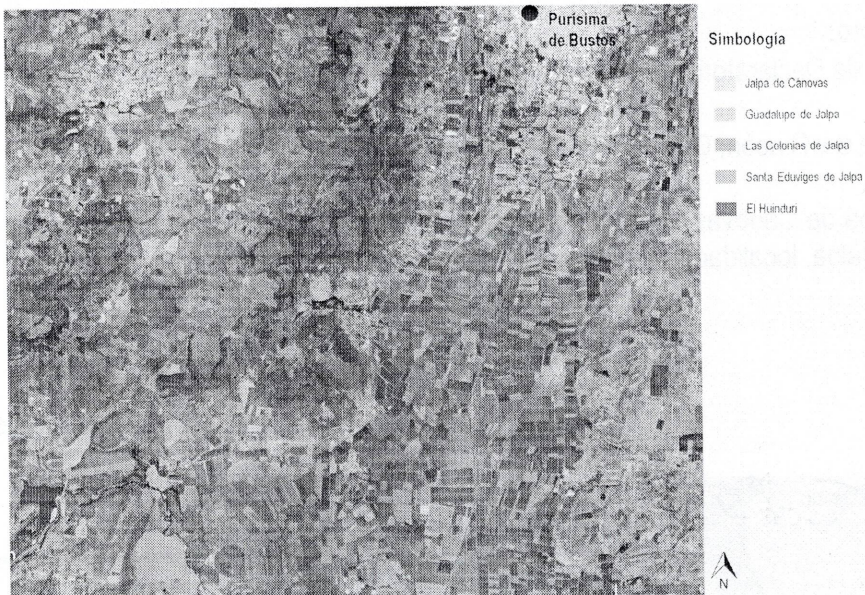 Purísima
de Bustos
Simbología
Jalpa de Cánovas
Guadalupe de Jalpa
Las Colonias de Jalpa
Santa Eduviges de Jalpa
El Huinduri
N